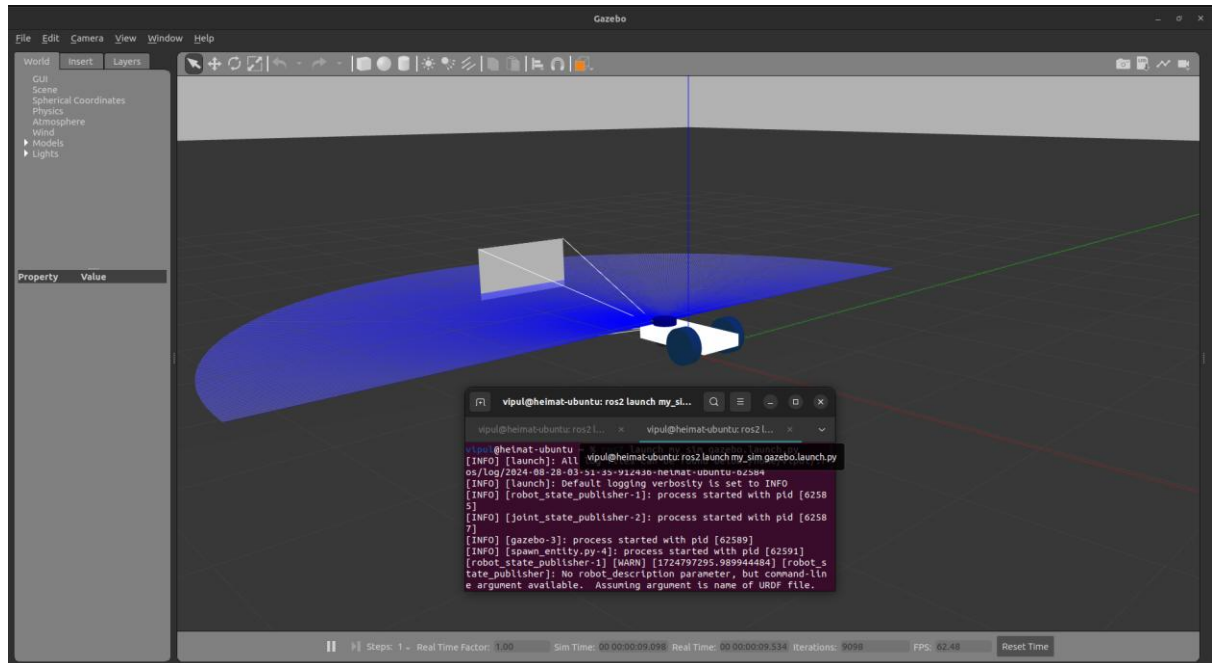 Gazebo
File Edit Camera View Window Help
World Insert Layers
GUI
Scene
Spherical Coordinates
Physics
Atmosphere
Wind
Models
Lights
Property Value
vipul@heimat-ubuntu: ros2 launch my_si...
vipul@heimat-ubuntu: ros2 l... vipul@heimat-ubuntu: ros2 l...
vipul@heimat-ubuntu launch my_sim gazebo.launch.py
vipul@heimat-ubuntu: ros2 launch my_sim gazebo.launch.py
[INFO] [launch]: All
os/log/2024-08-28-03-51-35-912436-heimat-ubuntu-62584
[INFO] [launch]: Default logging verbosity is set to INFO
[INFO] [robot_state_publisher-1]: process started with pid [6258
5]
[INFO] [joint_state_publisher-2]: process started with pid [6258
7]
[INFO] [gazebo-3]: process started with pid [62589]
[INFO] [spawn_entity.py-4]: process started with pid [62591]
[robot_state_publisher-1] [WARN] [1724797295.989944484] [robot_s
tate_publisher]: No robot_description parameter, but command-lin
e argument available.  Assuming argument is name of URDF file.
Steps: 1 Real Time Factor: 1.00 Sim Time: 00 00:00:09.098 Real Time: 00 00:00:09.534 Iterations: 9098 FPS: 62.48 Reset Time